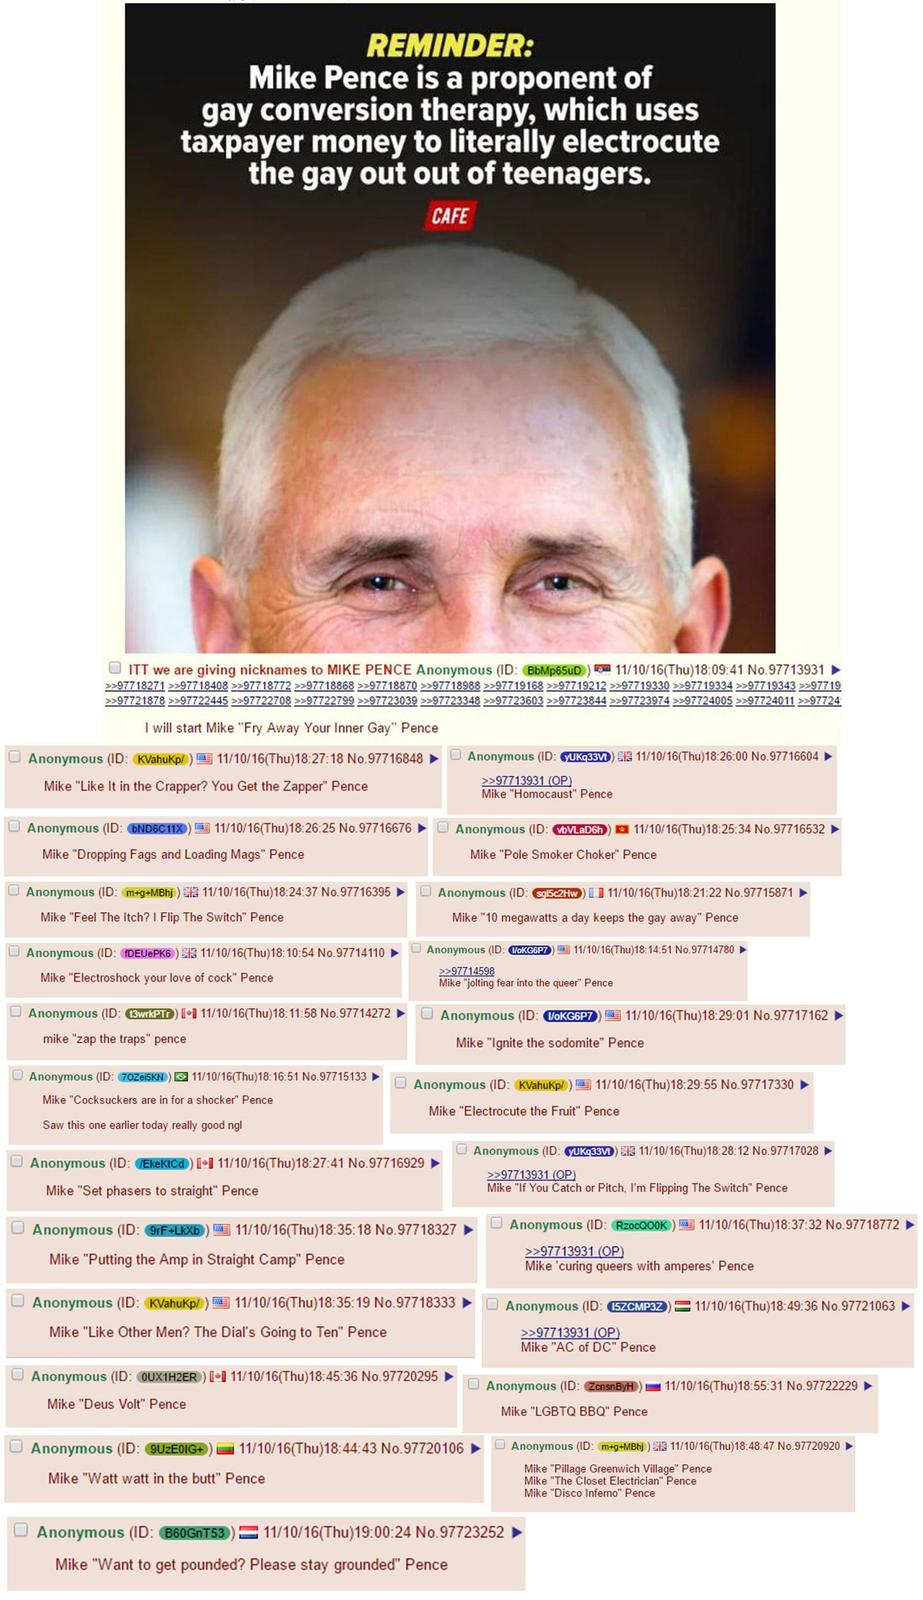 REMINDER:
Mike Pence is a proponent of
gay conversion therapy, which uses
taxpayer money to literally electrocute
the gay out out of teenagers.
CAFE
ITT we are giving nicknames to MIKE PENCE Anonymous (ID: BbMp65uD) 11/10/16(Thu)18:09:41 No.97713931 ▶
>>97718271 >>97718408 >>97718772 >>97718868 >>97718870 >>97718988 >>97719168 >>97719212 >>97719330 >>97719334 >>97719343 >>97719
>>97721878 >>97722445 >>97722708 >>97722799 >>97723039 >>97723348 >>97723603 >>97723844 >>97723974 >>97724005 >>97724011 >>97724
I will start Mike "Fry Away Your Inner Gay" Pence
Anonymous (ID: KVahuKp/) 11/10/16(Thu)18:27:18 No.97716848 ▶
Mike "Like It in the Crapper? You Get the Zapper" Pence
Anonymous (ID: yUKq33VI) 11/10/16(Thu)18:26:00 No.97716604 ▶
>>97713931 (OP)
Mike "Homocaust" Pence
Anonymous (ID: bND6C11X) 11/10/16(Thu)18:26:25 No.97716676 ▶
Mike "Dropping Fags and Loading Mags" Pence
Anonymous (ID: vbVLaD6h) 11/10/16(Thu)18:25:34 No.97716532 ▶
Mike "Pole Smoker Choker" Pence
Anonymous (ID: m+g+MBhj) 11/10/16(Thu)18:24:37 No.97716395 ▶
Mike "Feel The Itch? I Flip The Switch" Pence
Anonymous (ID: sgI5c2Hw) 11/10/16(Thu)18:21:22 No.97715871 ▶
Mike "10 megawatts a day keeps the gay away" Pence
Anonymous (ID: fDEUePK6) 11/10/16(Thu)18:10:54 No.97714110 ▶
Mike "Electroshock your love of cock" Pence
Anonymous (ID: l/oKG6P7) 11/10/16(Thu)18:14:51 No.97714780 ▶
>>97714598
Mike "jolting fear into the queer" Pence
Anonymous (ID: t3wrkPTr) 11/10/16(Thu)18:11:58 No.97714272 ▶
mike "zap the traps" pence
Anonymous (ID: l/oKG6P7) 11/10/16(Thu)18:29:01 No.97717162 ▶
Mike "Ignite the sodomite" Pence
Anonymous (ID: 7OZei5KN) 11/10/16(Thu)18:16:51 No.97715133 ▶
Mike "Cocksuckers are in for a shocker" Pence
Saw this one earlier today really good ngl
Anonymous (ID: KVahuKp/) 11/10/16(Thu)18:29:55 No.97717330 ▶
Mike "Electrocute the Fruit" Pence
Anonymous (ID: /EkeKtCd) 11/10/16(Thu)18:27:41 No.97716929 ▶
Mike "Set phasers to straight" Pence
Anonymous (ID: yUKq33VI) 11/10/16(Thu)18:28:12 No.97717028 ▶
>>97713931 (OP)
Mike "If You Catch or Pitch, I'm Flipping The Switch" Pence
Anonymous (ID: 9rF+LkXb) 11/10/16(Thu)18:35:18 No.97718327 ▶
Mike "Putting the Amp in Straight Camp" Pence
Anonymous (ID: RzocQO0K) 11/10/16(Thu)18:37:32 No.97718772 ▶
>>97713931 (OP)
Mike 'curing queers with amperes' Pence
Anonymous (ID: KVahuKp/) 11/10/16(Thu)18:35:19 No.97718333 ▶
Mike "Like Other Men? The Dial's Going to Ten" Pence
Anonymous (ID: I5ZCMP3Z) 11/10/16(Thu)18:49:36 No.97721063 ▶
>>97713931 (OP)
Mike "AC of DC" Pence
Anonymous (ID: 0UX1H2ER) 11/10/16(Thu)18:45:36 No.97720295 ▶
Mike "Deus Volt" Pence
Anonymous (ID: ZcnsnByH) 11/10/16(Thu)18:55:31 No.97722229 ▶
Mike "LGBTQ BBQ" Pence
Anonymous (ID: 9UzE0IG+) 11/10/16(Thu)18:44:43 No.97720106 ▶
Mike "Watt watt in the butt" Pence
Anonymous (ID: m+g+MBhj) 11/10/16(Thu)18:48:47 No.97720920 ▶
Mike "Pillage Greenwich Village" Pence
Mike "The Closet Electrician" Pence
Mike "Disco Inferno" Pence
Anonymous (ID: B60GnT53) 11/10/16(Thu)19:00:24 No.97723252 ▶
Mike "Want to get pounded? Please stay grounded" Pence